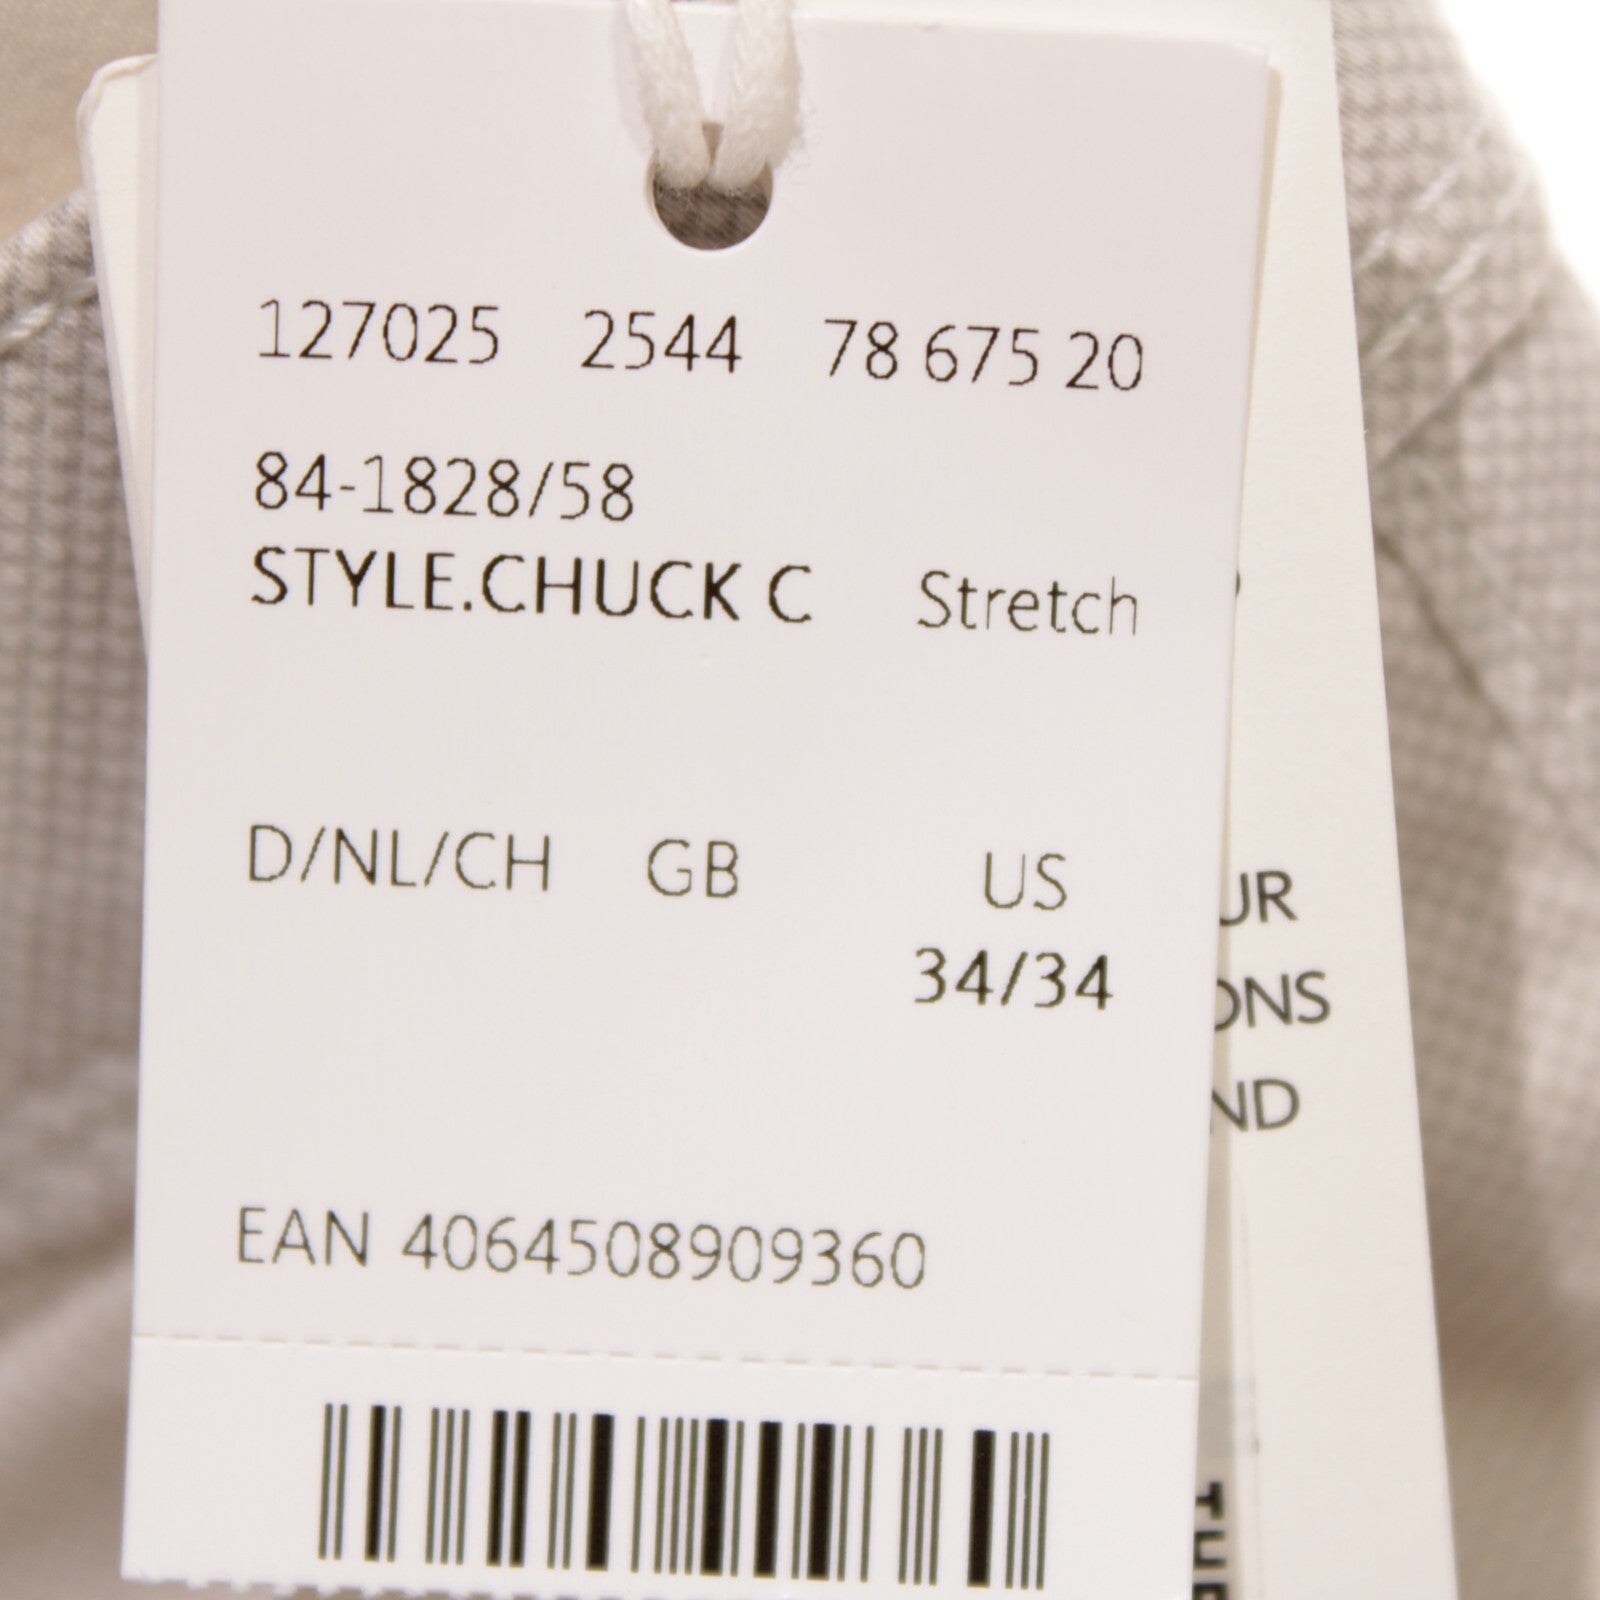 127025 2544 78 675 20
84-1828/58
STYLE.CHUCK C Stretch
D/NL/CH GB US
34/34
EAN 4064508909360
UR
ONS
ND